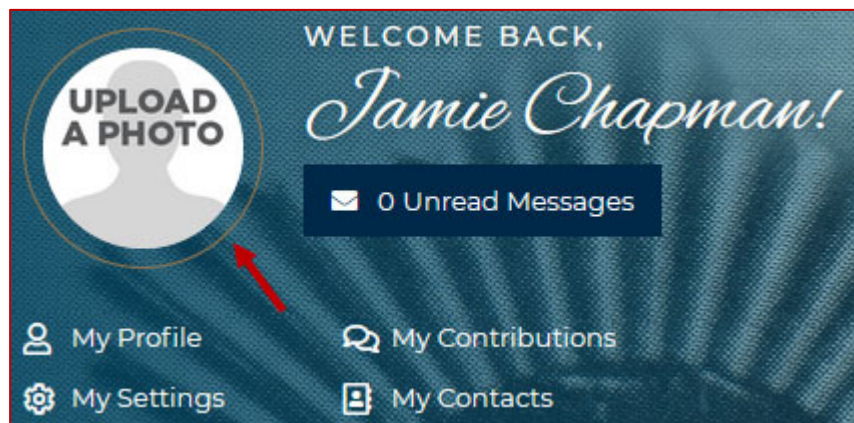 UPLOAD
A PHOTO
WELCOME BACK,
Jamie Chapman!
0 Unread Messages
My Profile
My Contributions
My Settings
My Contacts